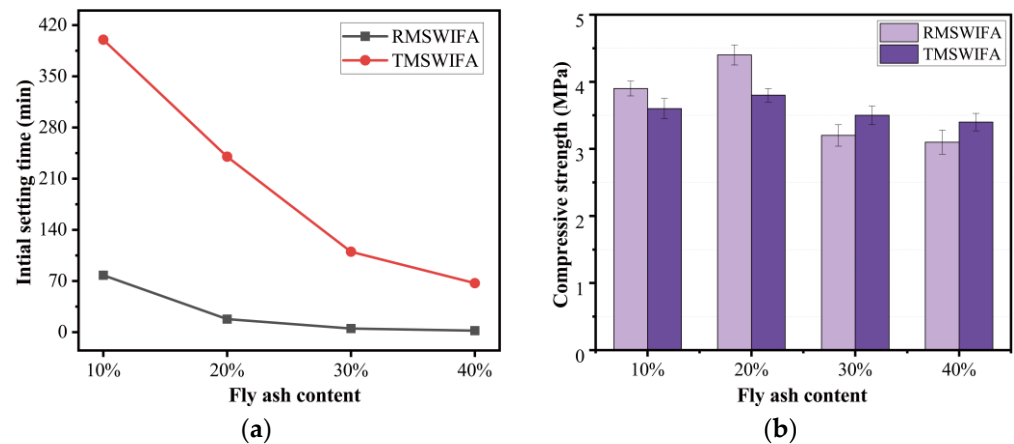 420
350
280
210
140
70
0
Intial setting time (min)
RMSWIFA
TMSWIFA
10%
20%
30%
40%
Fly ash content
(a)
5
4
3
2
1
0
Compressive strength (MPa)
RMSWIFA
TMSWIFA
10%
20%
30%
40%
Fly ash content
(b)